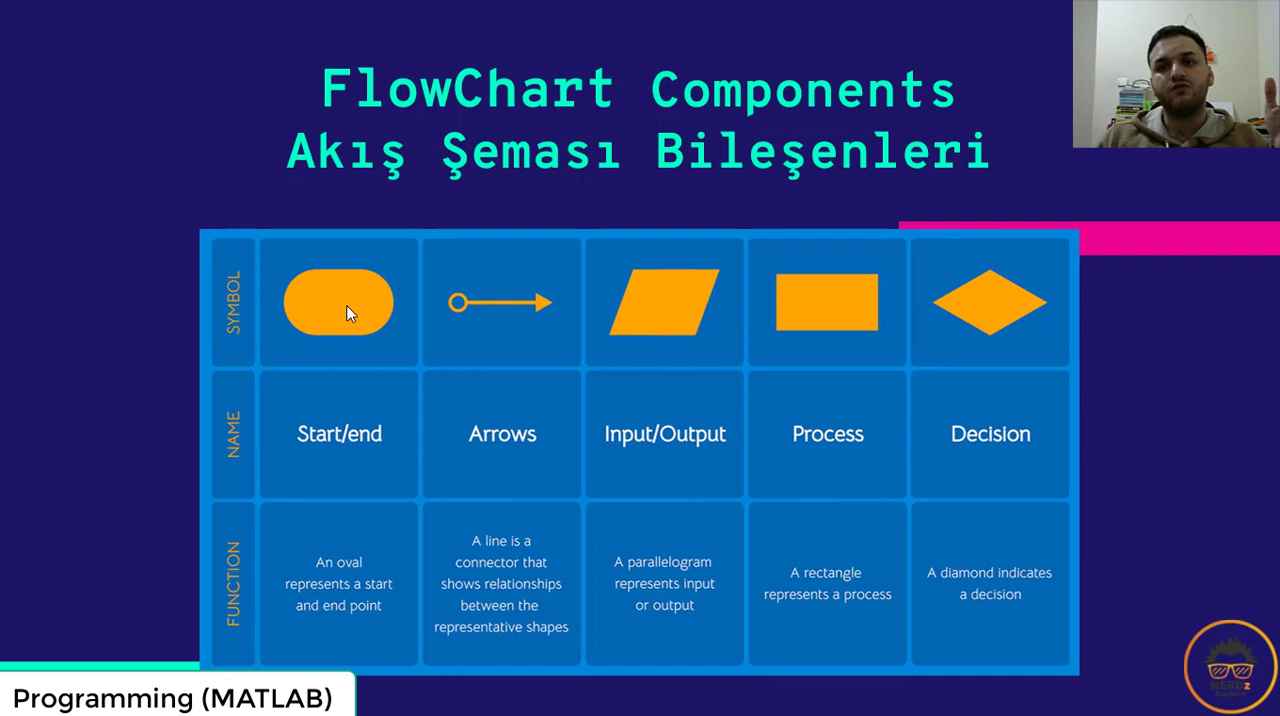 FlowChart Components
Akış Şeması Bileşenleri
SYMBOL
NAME
Start/end
Arrows
Input/Output
Process
Decision
FUNCTION
An oval
represents a start
and end point
A line is a
connector that
shows relationships
between the
representative shapes
A parallelogram
represents input
or output
A rectangle
represents a process
A diamond indicates
a decision
Programming (MATLAB)
NERDz